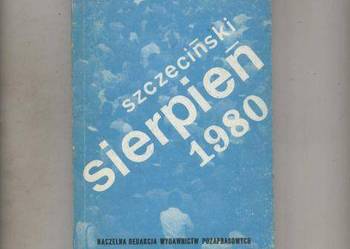 szczeciński
sierpień
1980
NACZELNA REDAKCJA WYDAWNICTW POZAPRASOWYCH